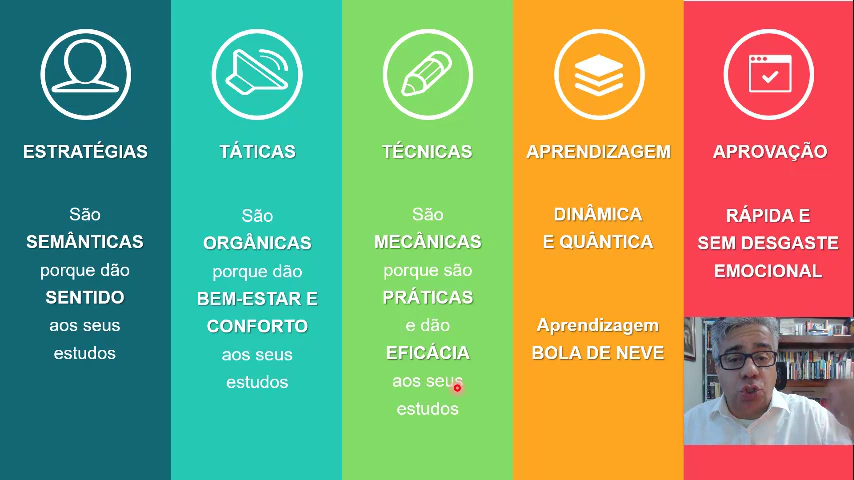 ESTRATÉGIAS
São
SEMÂNTICAS
porque dão
SENTIDO
aos seus
estudos
TÁTICAS
São
ORGÂNICAS
porque dão
BEM-ESTAR E
CONFORTO
aos seus
estudos
TÉCNICAS
São
MECÂNICAS
porque são
PRÁTICAS
e dão
EFICÁCIA
aos seus
estudos
APRENDIZAGEM
DINÂMICA
E QUÂNTICA
Aprendizagem
BOLA DE NEVE
APROVAÇÃO
RÁPIDA E
SEM DESGASTE
EMOCIONAL